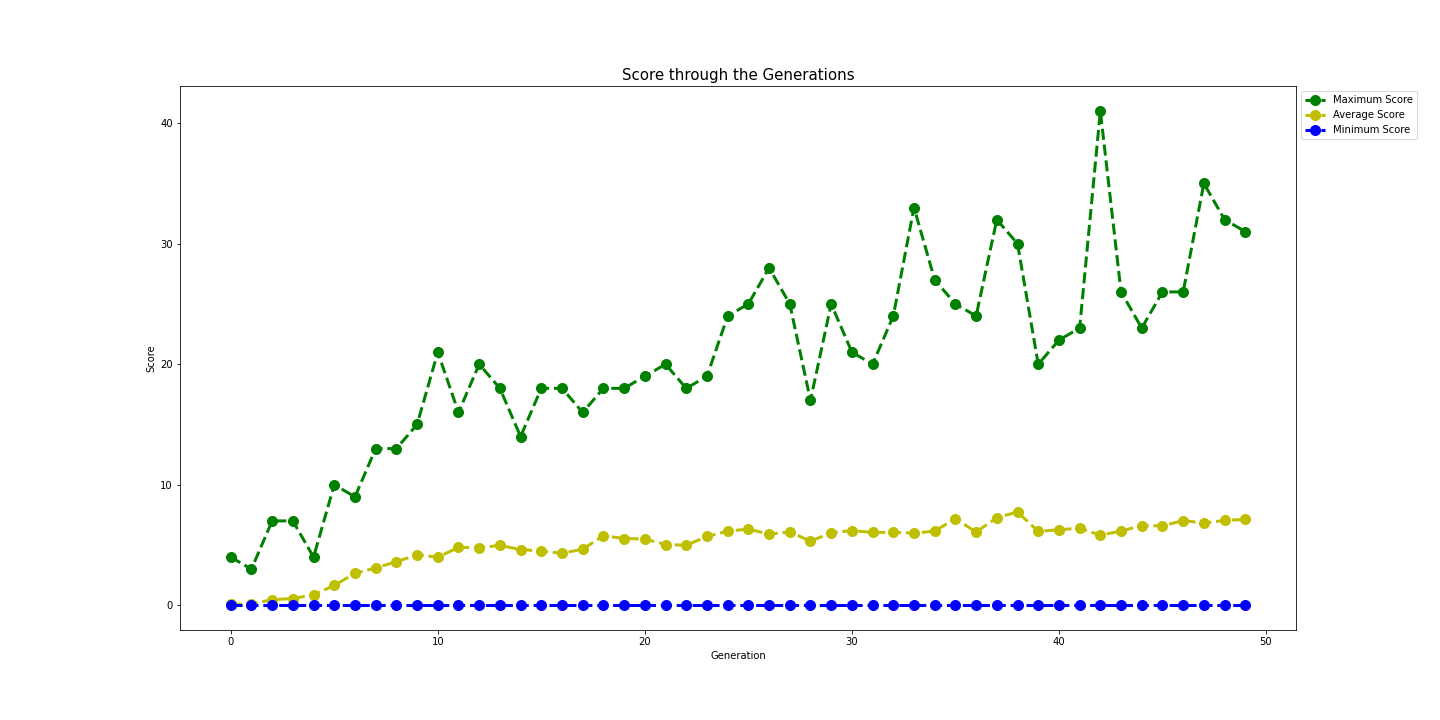 Score through the Generations
Maximum Score
Average Score
Minimum Score
40
30
20
10
0
Score
0 10 20 30 40 50
Generation